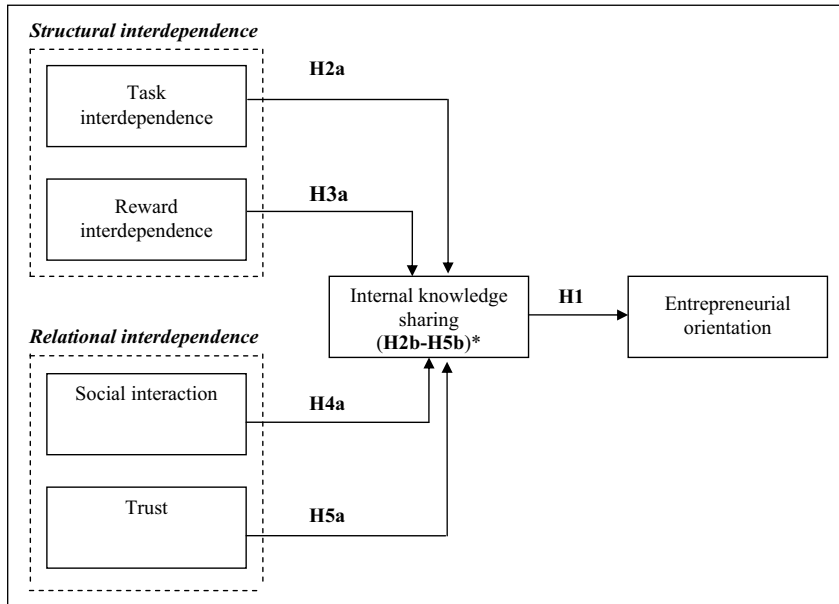 Structural interdependence
Task
interdependence
H2a
Reward
interdependence
H3a
Internal knowledge
sharing
(H2b-H5b)*
H1
Entrepreneurial
orientation
Relational interdependence
Social interaction
H4a
Trust
H5a